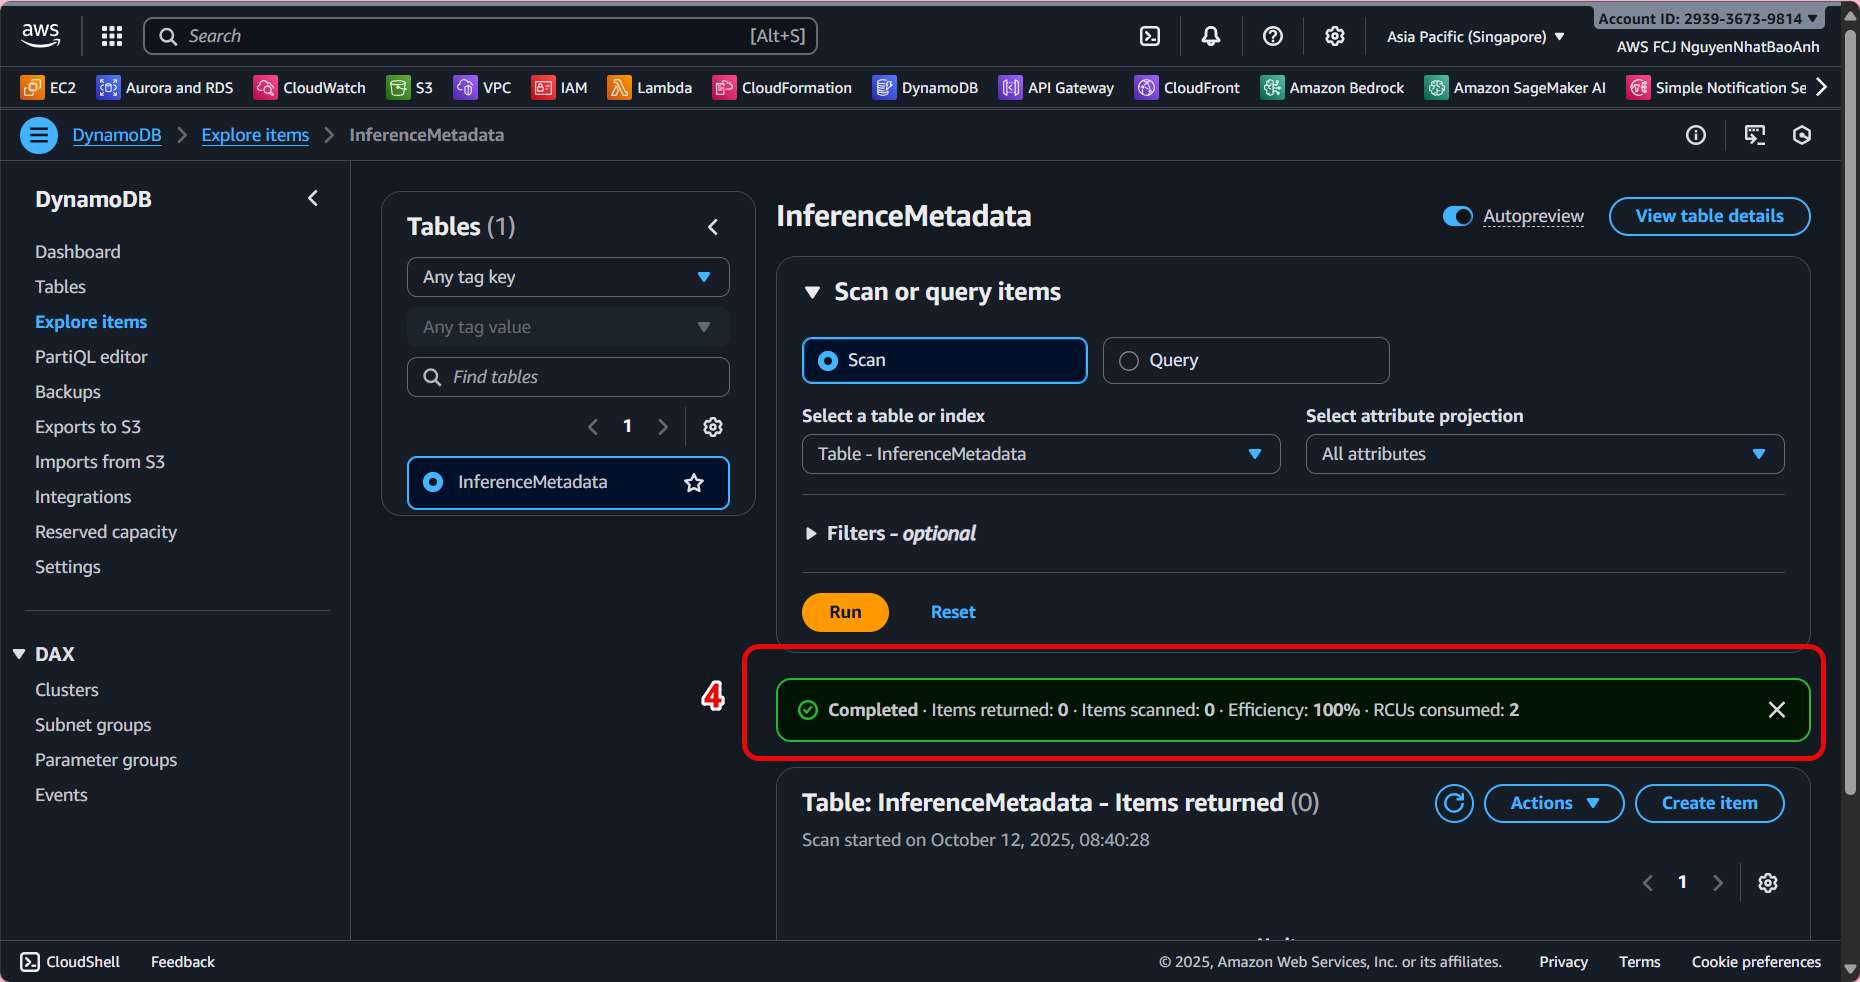 aws
Search [Alt+S]
Asia Pacific (Singapore)
Account ID: 2939-3673-9814
AWS FCJ NguyenNhatBaoAnh
EC2 Aurora and RDS CloudWatch S3 VPC IAM Lambda CloudFormation DynamoDB API Gateway CloudFront Amazon Bedrock Amazon SageMaker AI Simple Notification Se
DynamoDB Explore items InferenceMetadata
DynamoDB
Dashboard
Tables
Explore items
PartiQL editor
Backups
Exports to S3
Imports from S3
Integrations
Reserved capacity
Settings
DAX
Clusters
Subnet groups
Parameter groups
Events
Tables (1)
Any tag key
Any tag value
Find tables
1
InferenceMetadata
InferenceMetadata
Autopreview
View table details
Scan or query items
Scan Query
Select a table or index Select attribute projection
Table - InferenceMetadata All attributes
Filters - optional
Run Reset
4
Completed · Items returned: 0 · Items scanned: 0 · Efficiency: 100% · RCUs consumed: 2
Table: InferenceMetadata - Items returned (0)
Actions Create item
Scan started on October 12, 2025, 08:40:28
1
CloudShell Feedback © 2025, Amazon Web Services, Inc. or its affiliates. Privacy Terms Cookie preferences